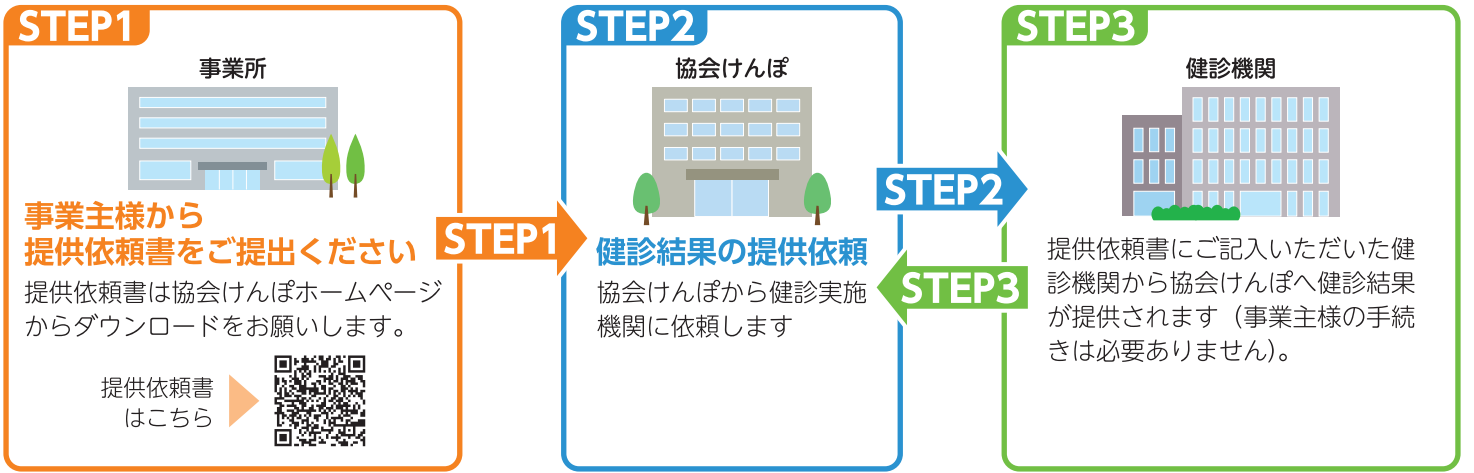 STEP1
事業所
事業主様から
提供依頼書をご提出ください
提供依頼書は協会けんぽホームページ
からダウンロードをお願いします。
提供依頼書
はこちら
STEP1
STEP2
協会けんぽ
健診結果の提供依頼
協会けんぽから健診実施
機関に依頼します
STEP2
STEP3
STEP3
健診機関
提供依頼書にご記入いただいた健
診機関から協会けんぽへ健診結果
が提供されます（事業主様の手続
きは必要ありません）。